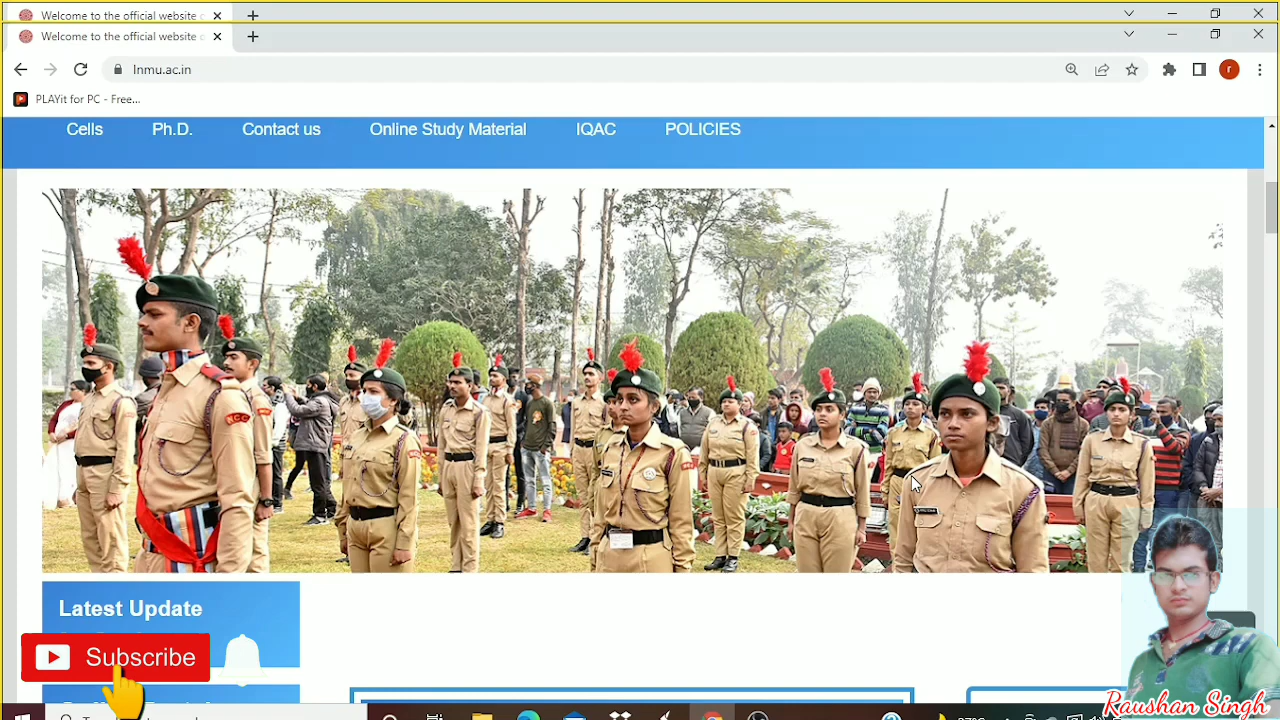 Welcome to the official website
Welcome to the official website
lnmu.ac.in
r
PLAYit for PC - Free...
Cells Ph.D. Contact us Online Study Material IQAC POLICIES
NCC
Latest Update
Subscribe
Raushan Singh